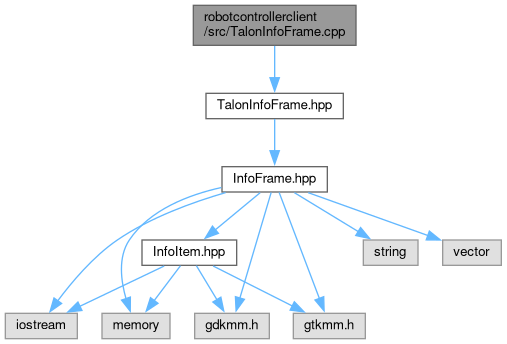 robotcontrollerclient
/src/TalonInfoFrame.cpp
TalonInfoFrame.hpp
InfoFrame.hpp
InfoItem.hpp
string
vector
iostream
memory
gdkmm.h
gtkmm.h